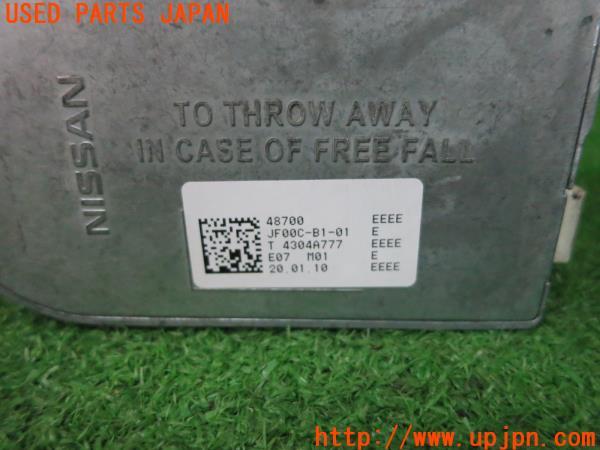 USED PARTS JAPAN
NISSAN
TO THROW AWAY
IN CASE OF FREE FALL
48700 EEEE
JF00C-B1-01 E
T 4304A777 EEEE
E07 M01 E
20.01.10 EEEE
http://www.upjpn.com/